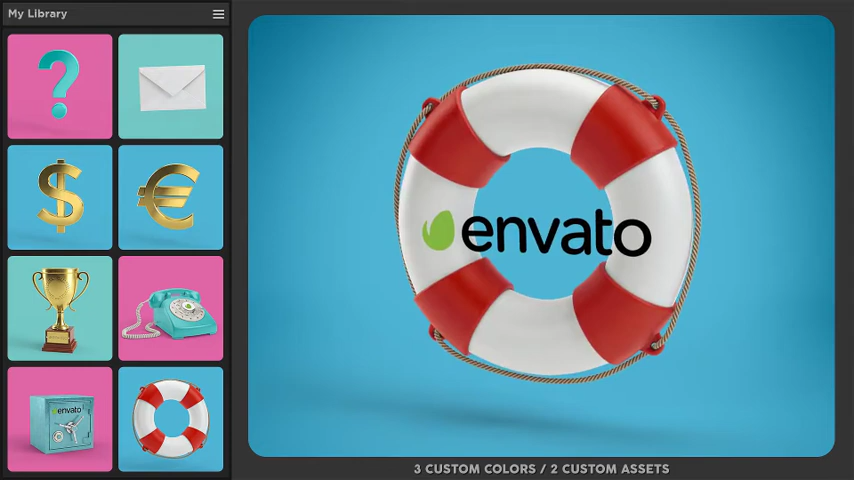 My Library
?
$
€
envato
envato
3 CUSTOM COLORS / 2 CUSTOM ASSETS